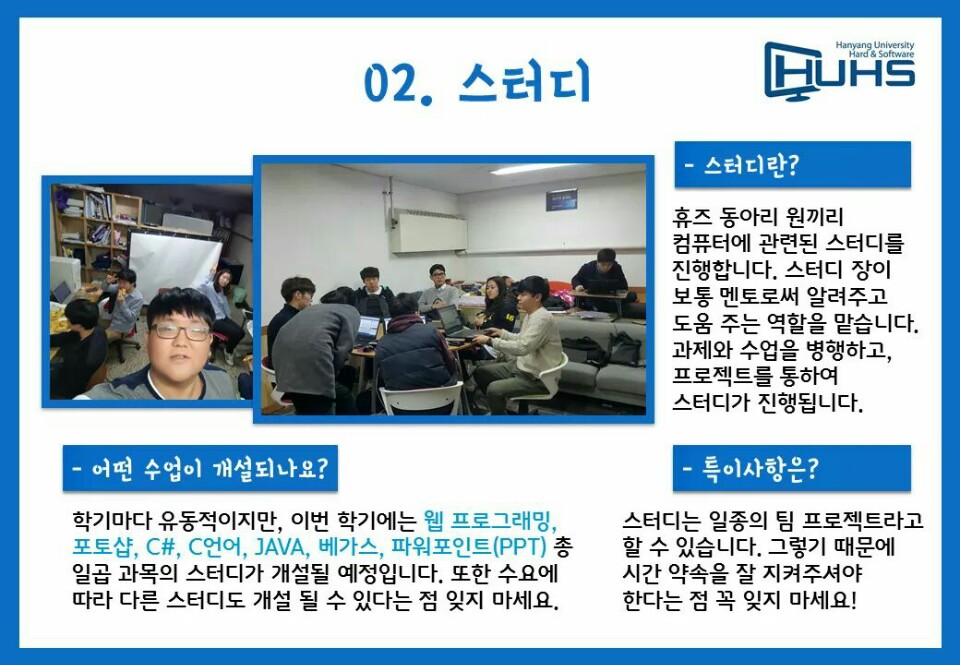 02. 스터디
Hanyang University
Hard & Software
HUHS
- 스터디란?
휴즈 동아리 원끼리
컴퓨터에 관련된 스터디를
진행합니다. 스터디 장이
보통 멘토로써 알려주고
도움 주는 역할을 맡습니다.
과제와 수업을 병행하고,
프로젝트를 통하여
스터디가 진행됩니다.
- 어떤 수업이 개설되나요?
학기마다 유동적이지만, 이번 학기에는 웹 프로그래밍,
포토샵, C#, C언어, JAVA, 베가스, 파워포인트(PPT) 총
일곱 과목의 스터디가 개설될 예정입니다. 또한 수요에
따라 다른 스터디도 개설 될 수 있다는 점 잊지 마세요.
- 특이사항은?
스터디는 일종의 팀 프로젝트라고
할 수 있습니다. 그렇기 때문에
시간 약속을 잘 지켜주셔야
한다는 점 꼭 잊지 마세요!